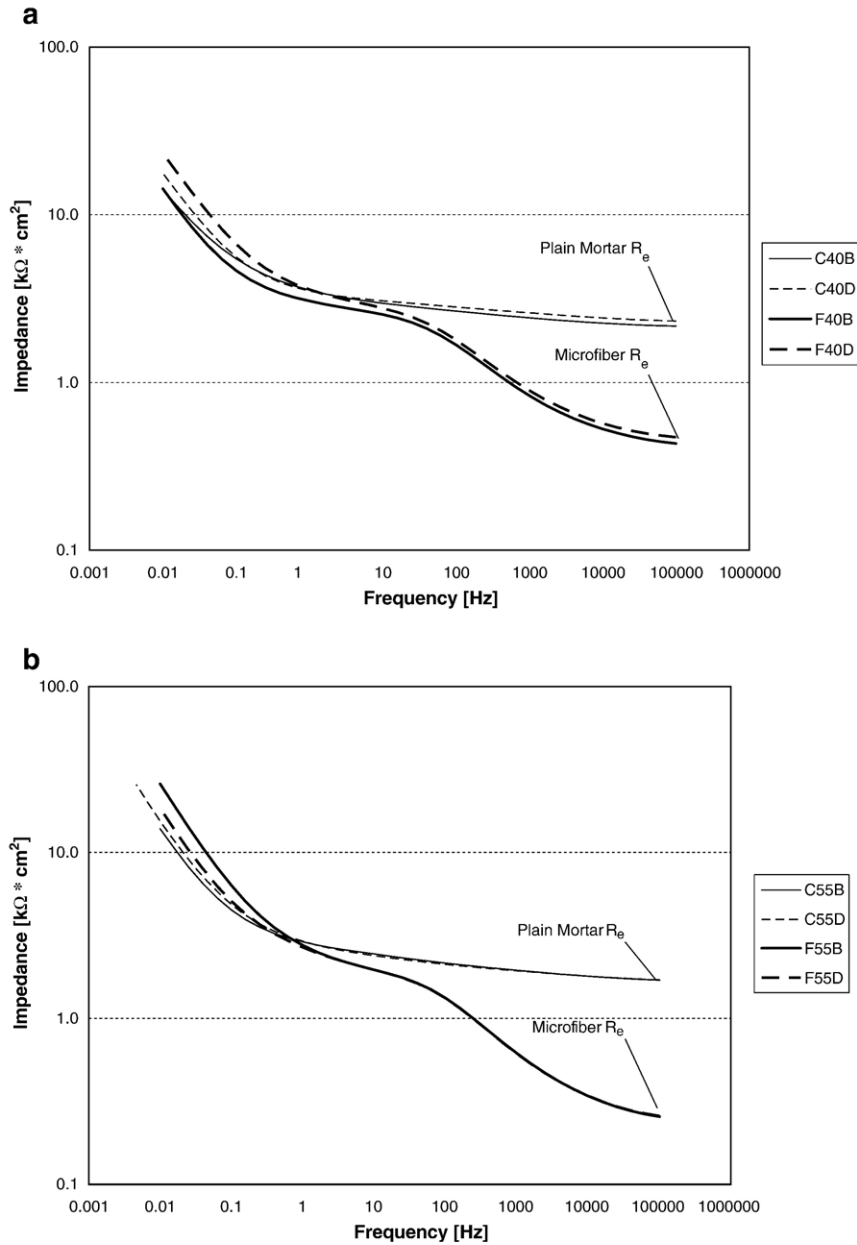 a
100.0
10.0
1.0
0.1
Impedance [kΩ * cm²]
Plain Mortar Re
Microfiber Re
0.001 0.01 0.1 1 10 100 1000 10000 100000 1000000
Frequency [Hz]
C40B
C40D
F40B
F40D
b
100.0
10.0
1.0
0.1
Impedance [kΩ * cm²]
Plain Mortar Re
Microfiber Re
0.001 0.01 0.1 1 10 100 1000 10000 100000 1000000
Frequency [Hz]
C55B
C55D
F55B
F55D